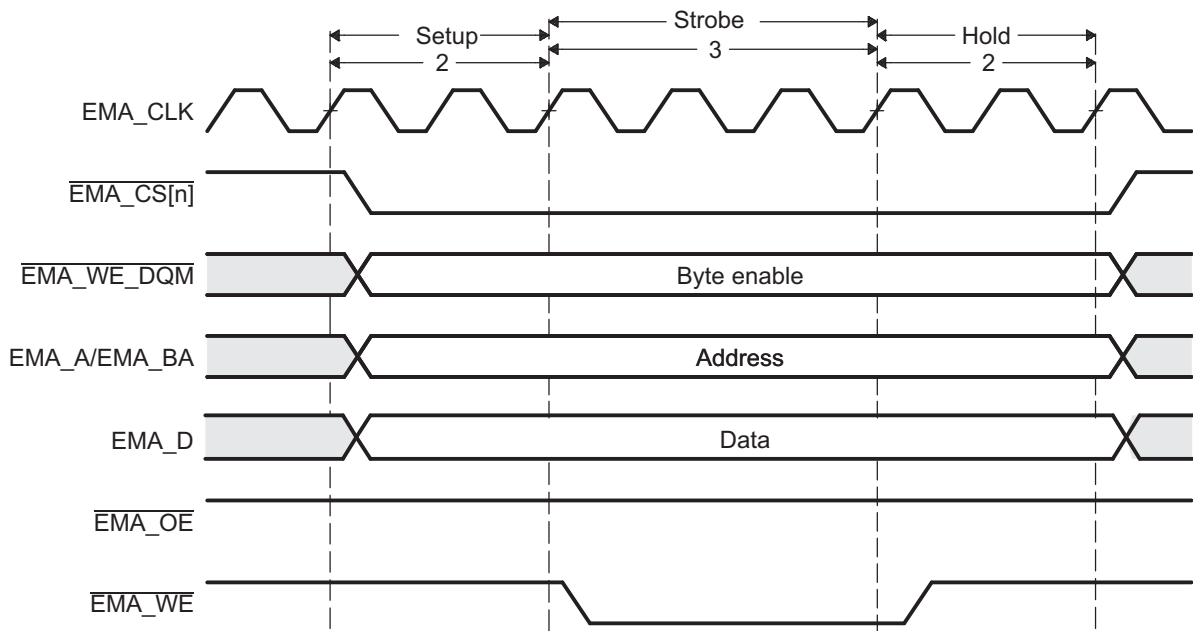 Setup
2
Strobe
3
Hold
2
EMA_CLK
EMA_CS[n]
EMA_WE_DQM
Byte enable
EMA_A/EMA_BA
Address
EMA_D
Data
EMA_OE
EMA_WE